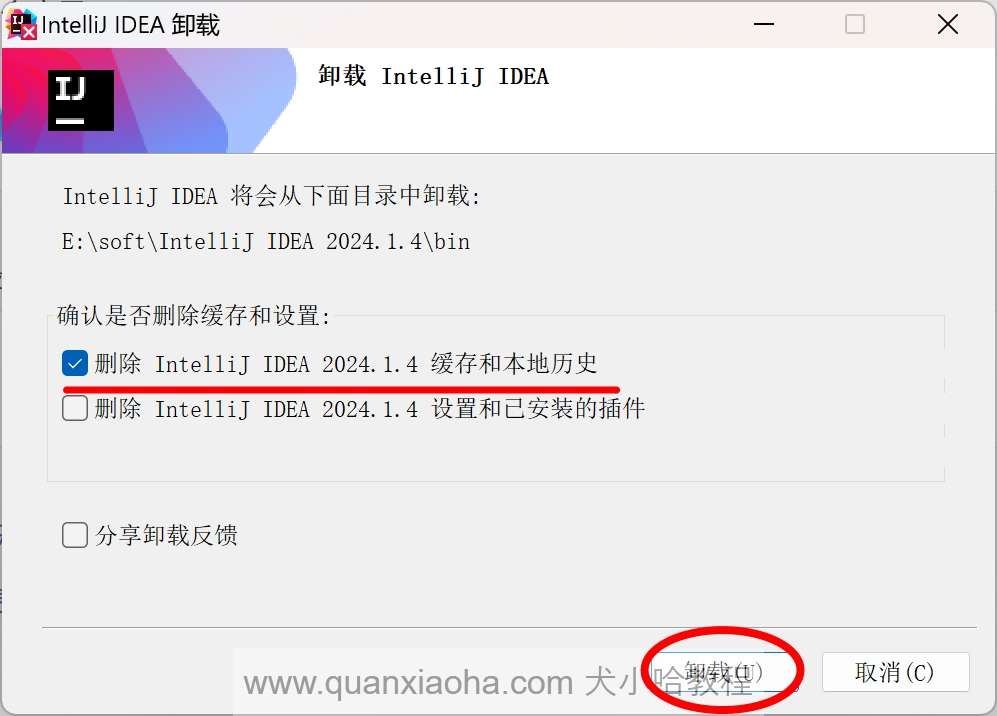 IntelliJ IDEA 卸载
IJ
卸载 IntelliJ IDEA
IntelliJ IDEA 将会从下面目录中卸载:
E:\soft\IntelliJ IDEA 2024.1.4\bin
确认是否删除缓存和设置:
删除 IntelliJ IDEA 2024.1.4 缓存和本地历史
删除 IntelliJ IDEA 2024.1.4 设置和已安装的插件
分享卸载反馈
卸载(U)
取消(C)
www.quanxiaoha.com 犬小哈教程